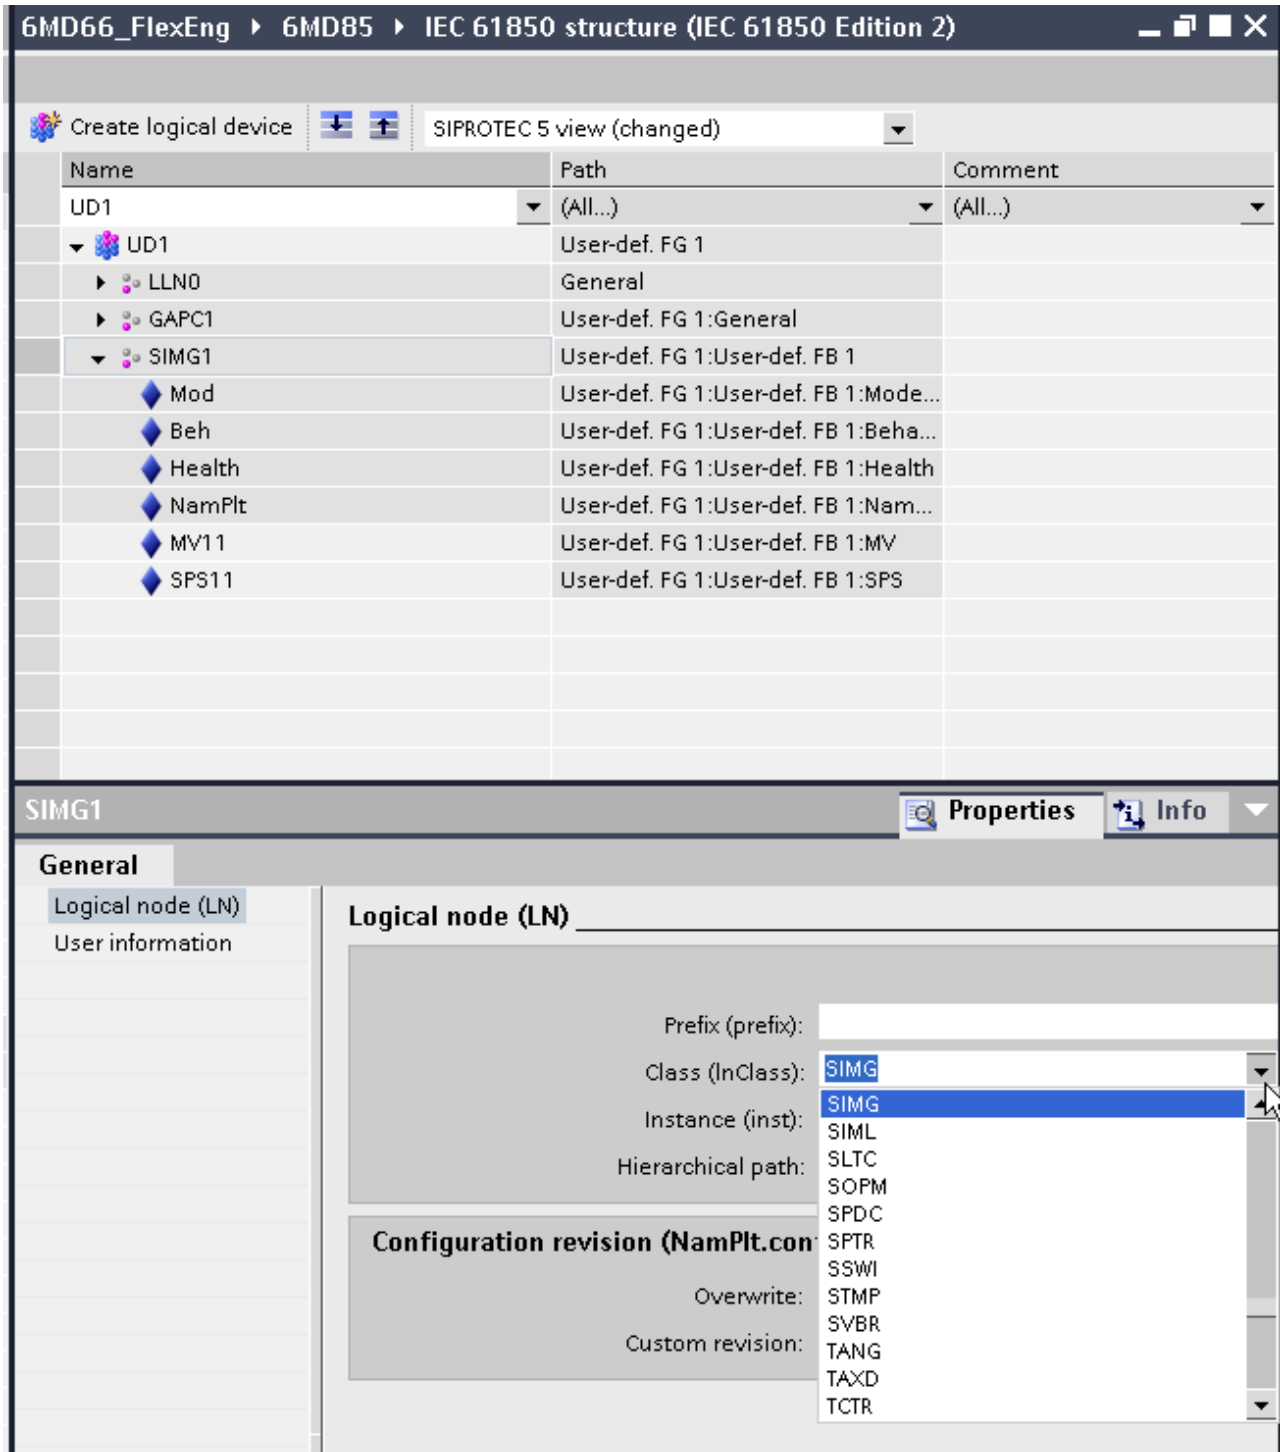 6MD66_FlexEng ▸ 6MD85 ▸ IEC 61850 structure (IEC 61850 Edition 2)
Create logical device SIPROTEC 5 view (changed)
Name Path Comment
UD1 (All...) (All...)
UD1 User-def. FG 1
LLN0 General
GAPC1 User-def. FG 1:General
SIMG1 User-def. FG 1:User-def. FB 1
Mod User-def. FG 1:User-def. FB 1:Mode...
Beh User-def. FG 1:User-def. FB 1:Beha...
Health User-def. FG 1:User-def. FB 1:Health
NamPlt User-def. FG 1:User-def. FB 1:Nam...
MV11 User-def. FG 1:User-def. FB 1:MV
SPS11 User-def. FG 1:User-def. FB 1:SPS
SIMG1 Properties Info
General
Logical node (LN)
User information
Logical node (LN)
Prefix (prefix):
Class (lnClass): SIMG
Instance (inst):
Hierarchical path:
SIMG
SIML
SLTC
SOPM
SPDC
SPTR
SSWI
STMP
SVBR
TANG
TAXD
TCTR
Configuration revision (NamPlt.con
Overwrite:
Custom revision: